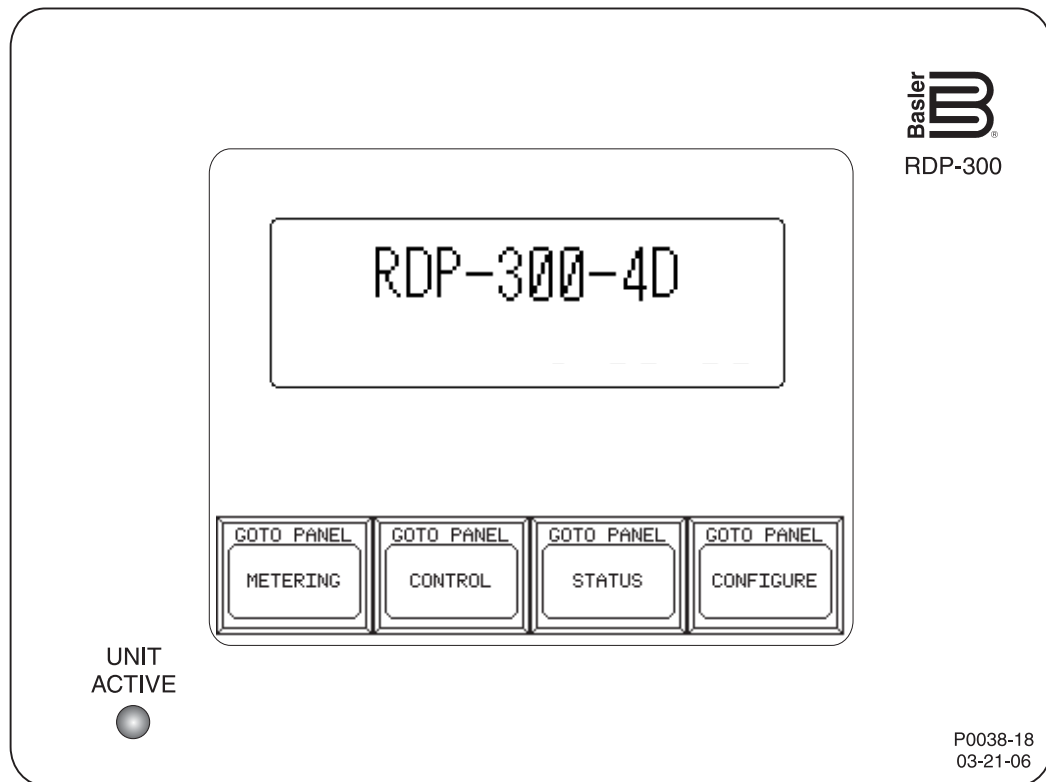 Basler
B®
RDP-300
RDP-300-4D
GOTO PANEL GOTO PANEL GOTO PANEL GOTO PANEL
METERING CONTROL STATUS CONFIGURE
UNIT
ACTIVE
P0038-18
03-21-06